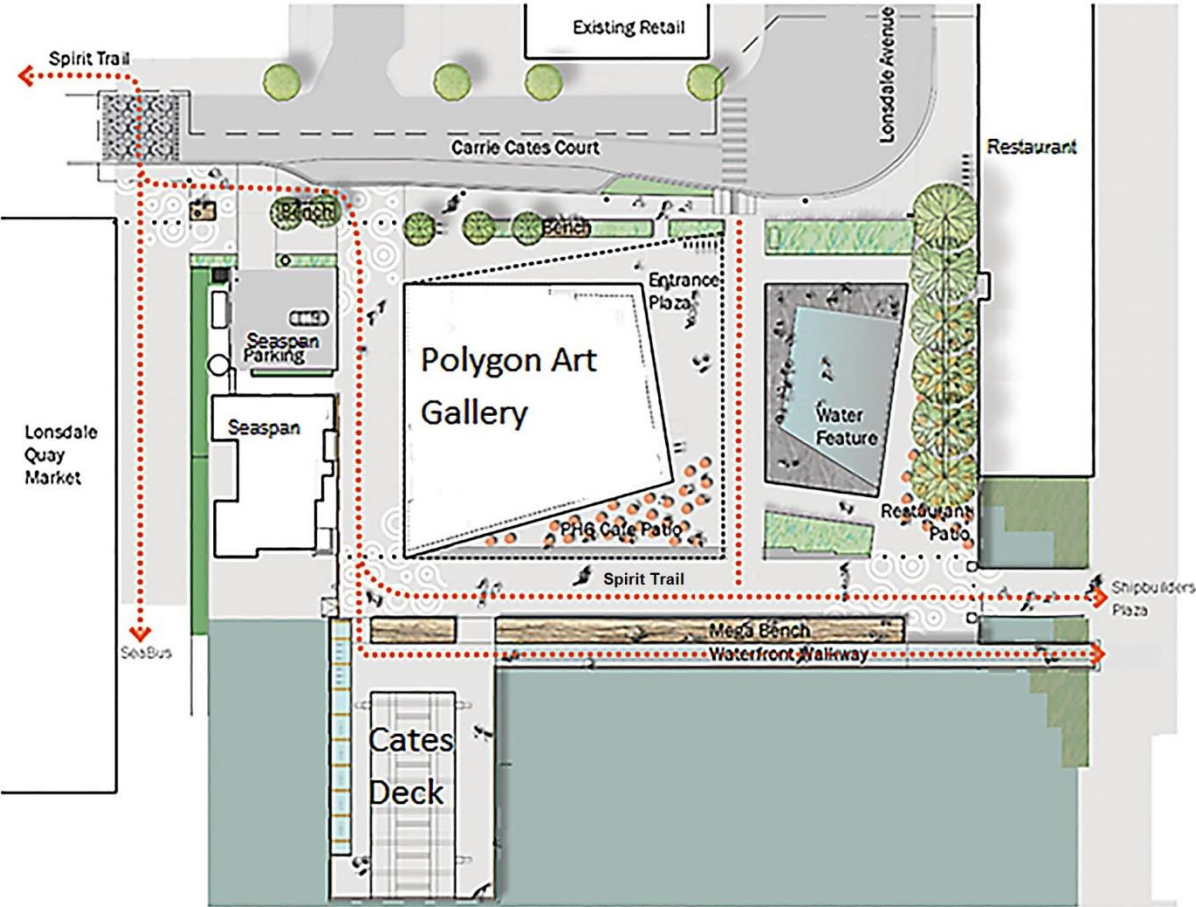 Existing Retail
Spirit Trail
Lonsdale Avenue
Carrie Cates Court
Restaurant
Bench
Bench
Entrance
Plaza
Seaspan
Parking
Polygon Art
Gallery
Water
Feature
Lonsdale
Quay
Market
Seaspan
Restaurant
Patio
PHG Cafe Patio
Spirit Trail
Shipbuilders
Plaza
Mega Bench
SeaBus
Waterfront Walkway
Cates
Deck